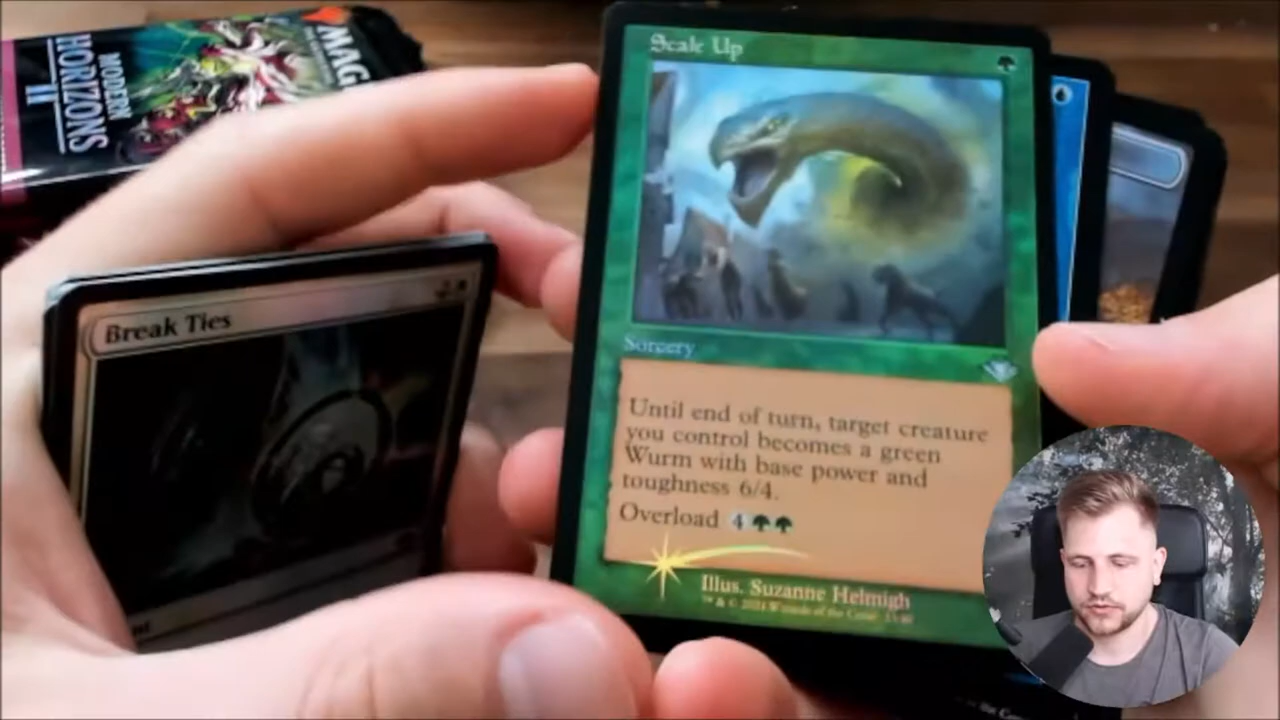 MAG
MODERN
HORIZONS
II
Break Ties
Scale Up
Sorcery
Until end of turn, target creature
you control becomes a green
Wurm with base power and
toughness 6/4.
Overload 4
Illus. Suzanne Helmigh